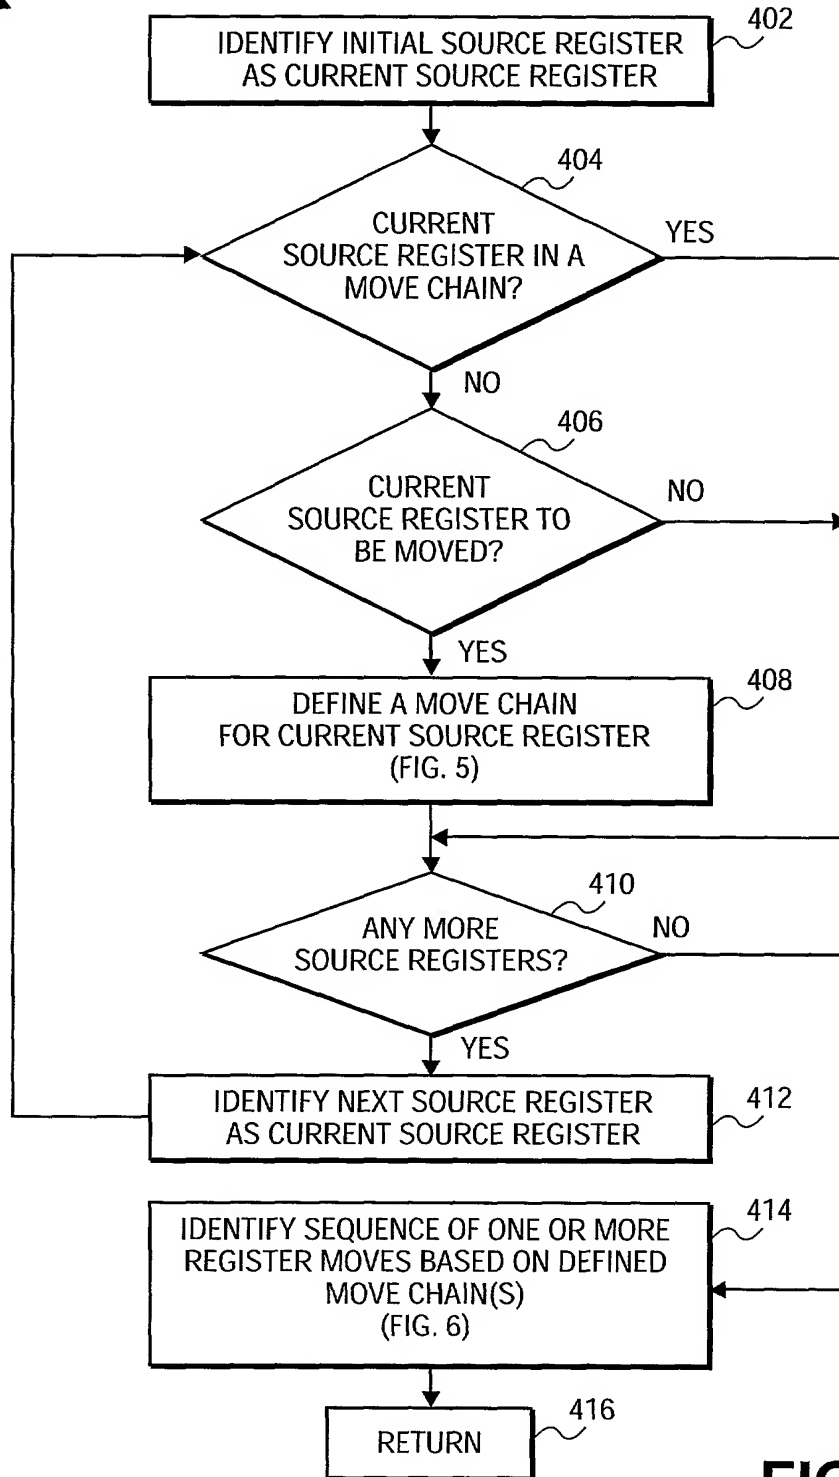 402
IDENTIFY INITIAL SOURCE REGISTER
AS CURRENT SOURCE REGISTER
404
CURRENT
SOURCE REGISTER IN A
MOVE CHAIN?
YES
NO
406
CURRENT
SOURCE REGISTER TO
BE MOVED?
NO
YES
408
DEFINE A MOVE CHAIN
FOR CURRENT SOURCE REGISTER
(FIG. 5)
410
ANY MORE
SOURCE REGISTERS?
NO
YES
IDENTIFY NEXT SOURCE REGISTER
AS CURRENT SOURCE REGISTER
412
414
IDENTIFY SEQUENCE OF ONE OR MORE
REGISTER MOVES BASED ON DEFINED
MOVE CHAIN(S)
(FIG. 6)
416
RETURN